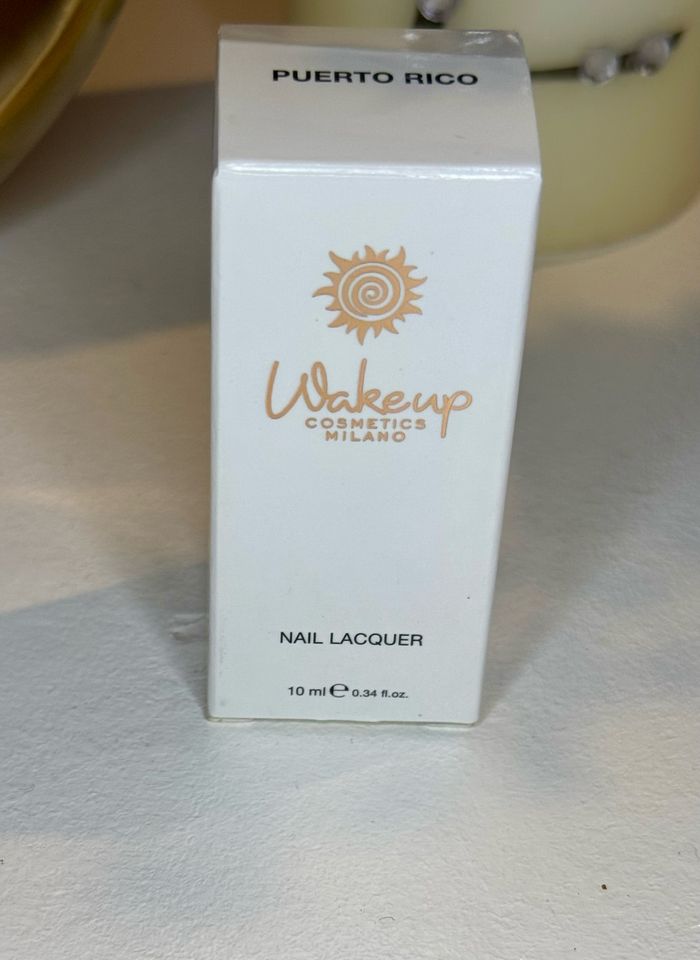 PUERTO RICO
Wakeup
COSMETICS
MILANO
NAIL LACQUER
10 ml ℮ 0.34 fl.oz.